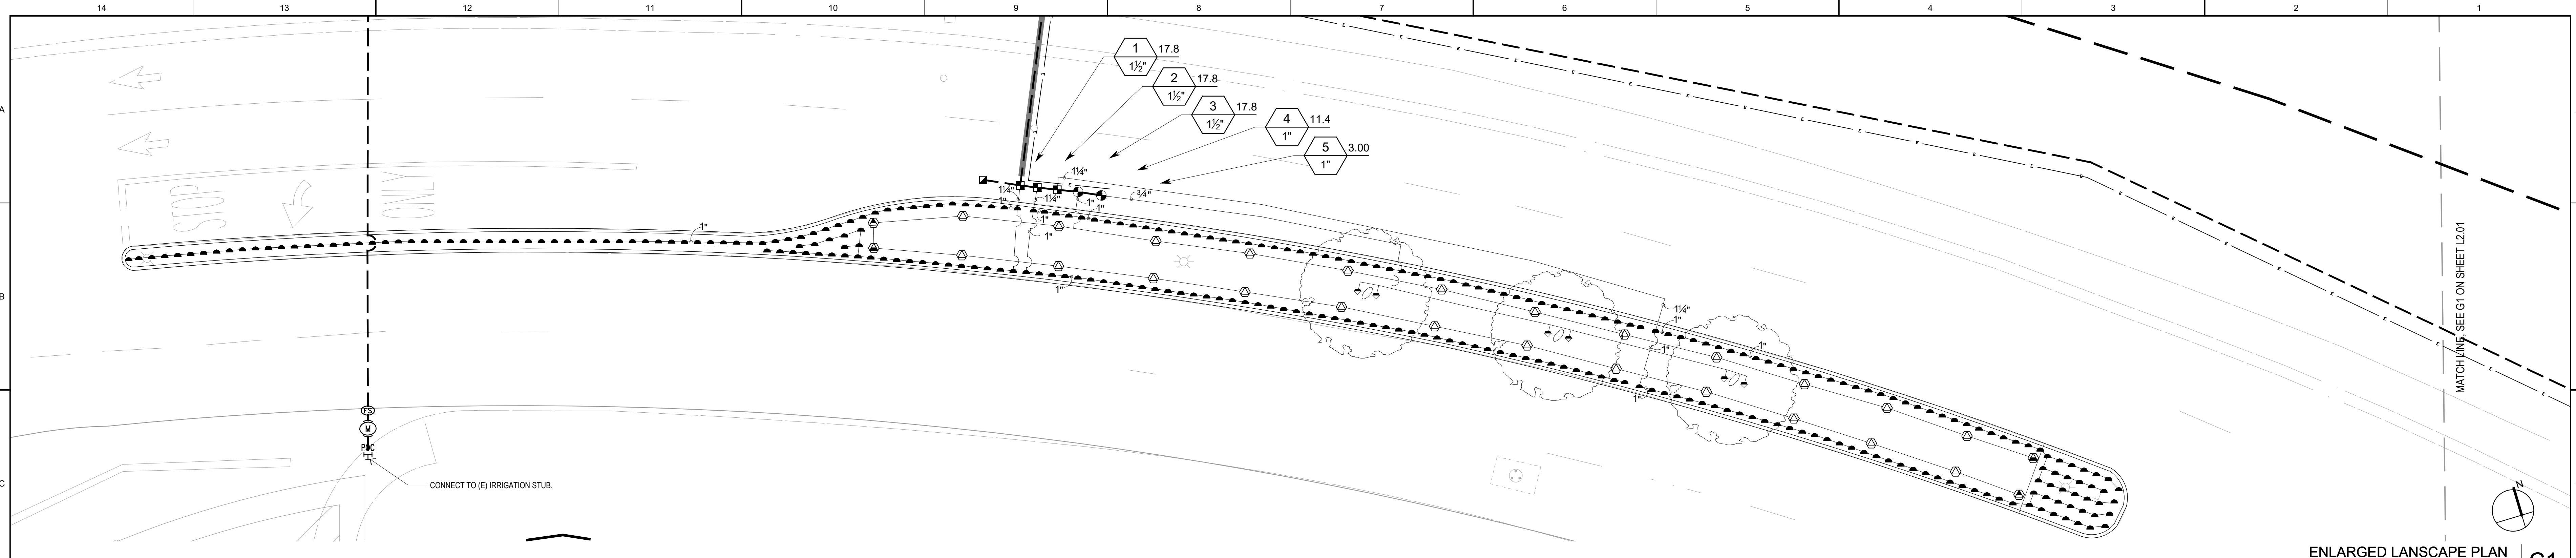 14 13 12 11 10 9 8 7 6 5 4 3 2 1
A
B
C
1 17.8
1½"
2 17.8
1½"
3 17.8
1½"
4 11.4
1"
5 3.00
1"
1¼"
¾"
1¼"
1¼"
1"
1"
1"
1"
1"
1"
1"
1¼"
1"
1"
1"
1"
STOP
ONLY
E
FS
M
POC
CONNECT TO (E) IRRIGATION STUB.
MATCH LINE, SEE G1 ON SHEET L2.01
N
ENLARGED LANSCAPE PLAN